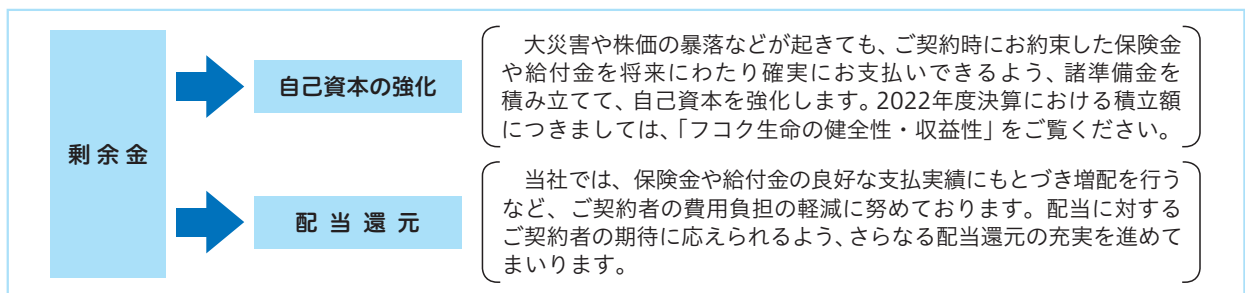 剰余金
自己資本の強化
大災害や株価の暴落などが起きても、ご契約時にお約束した保険金
や給付金を将来にわたり確実にお支払いできるよう、諸準備金を
積み立てて、自己資本を強化します。2022年度決算における積立額
につきましては、「フコク生命の健全性・収益性」をご覧ください。
配当還元
当社では、保険金や給付金の良好な支払実績にもとづき増配を行う
など、ご契約者の費用負担の軽減に努めております。配当に対する
ご契約者の期待に応えられるよう、さらなる配当還元の充実を進めて
まいります。